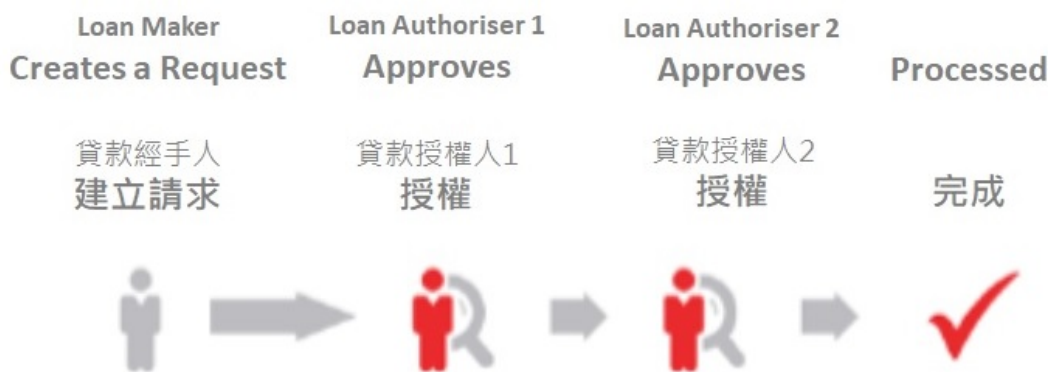 Loan Maker
Creates a Request
Loan Authoriser 1
Approves
Loan Authoriser 2
Approves
Processed
貸款經手人
建立請求
貸款授權人1
授權
貸款授權人2
授權
完成